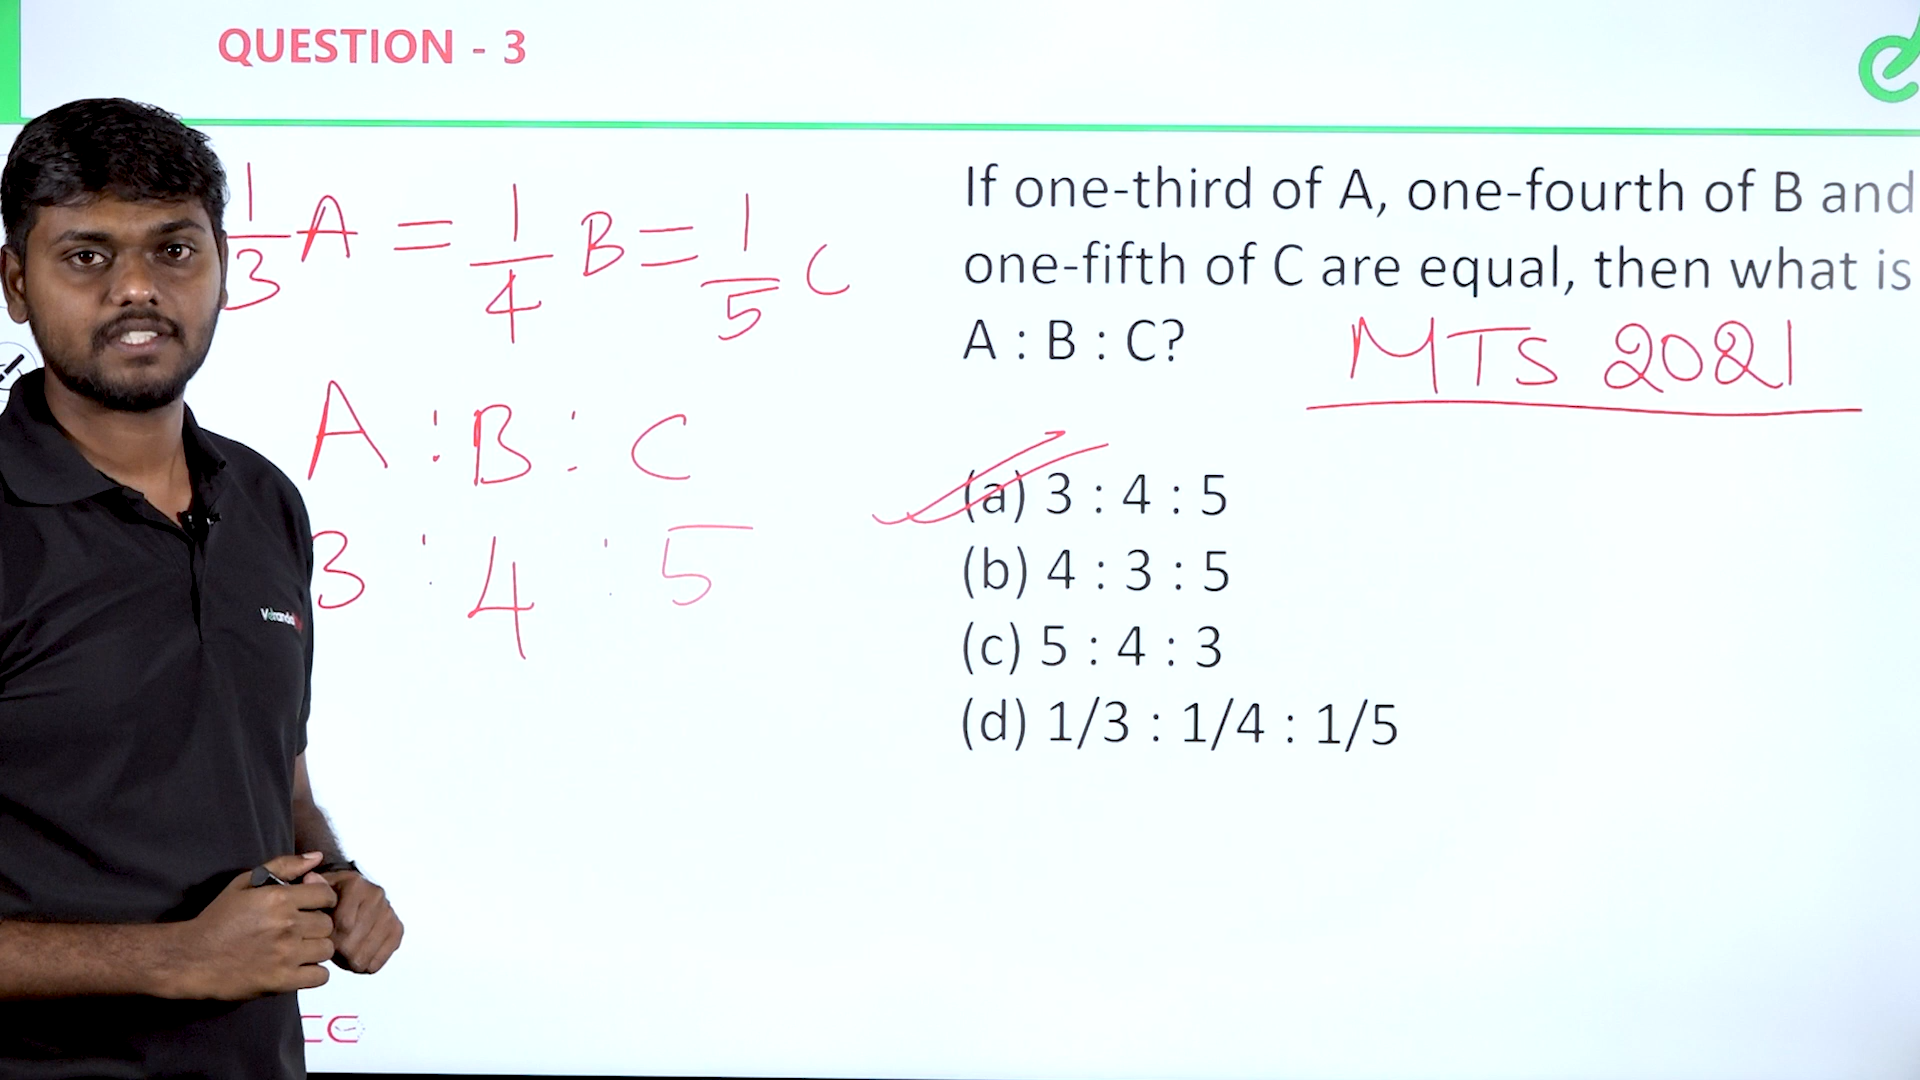 QUESTION - 3
1/3 A = 1/4 B = 1/5 C
A : B : C
3 : 4 : 5
If one-third of A, one-fourth of B and
one-fifth of C are equal, then what is
A : B : C?
MTS 2021
(a) 3 : 4 : 5
(b) 4 : 3 : 5
(c) 5 : 4 : 3
(d) 1/3 : 1/4 : 1/5